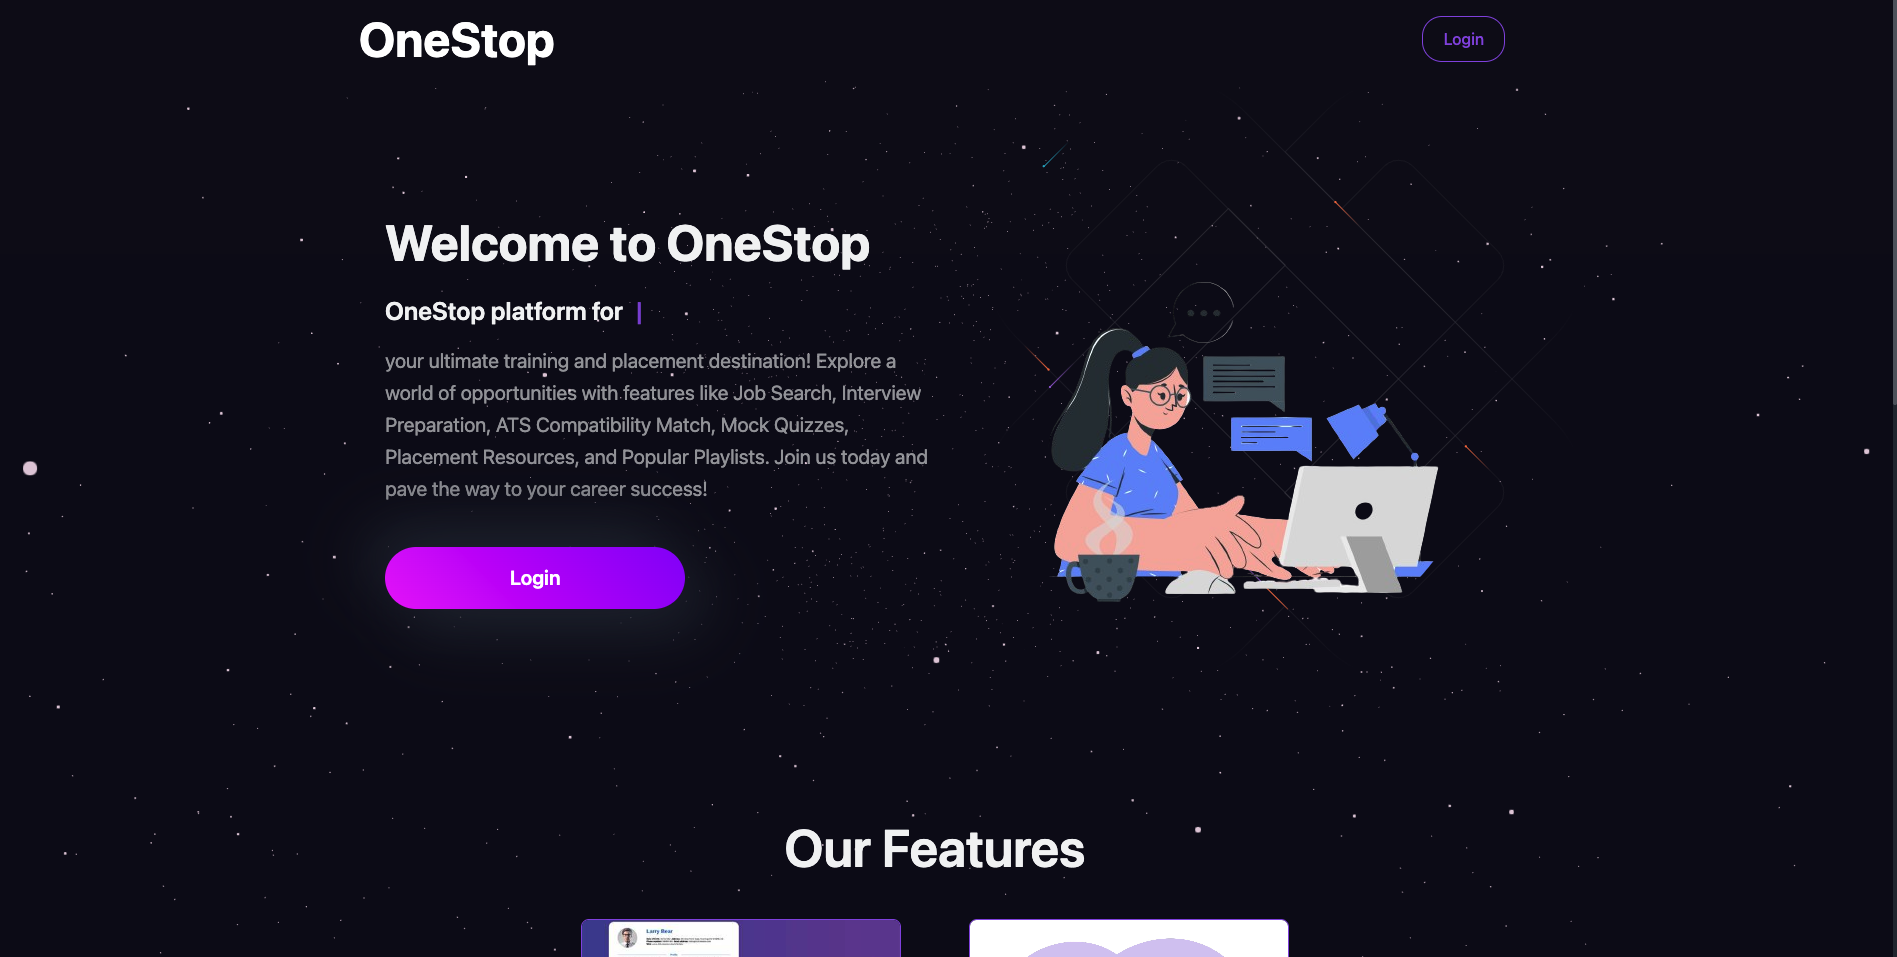 OneStop
Login
Welcome to OneStop
OneStop platform for
your ultimate training and placement destination! Explore a
world of opportunities with features like Job Search, Interview
Preparation, ATS Compatibility Match, Mock Quizzes,
Placement Resources, and Popular Playlists. Join us today and
pave the way to your career success!
Login
Our Features
Larry Bear